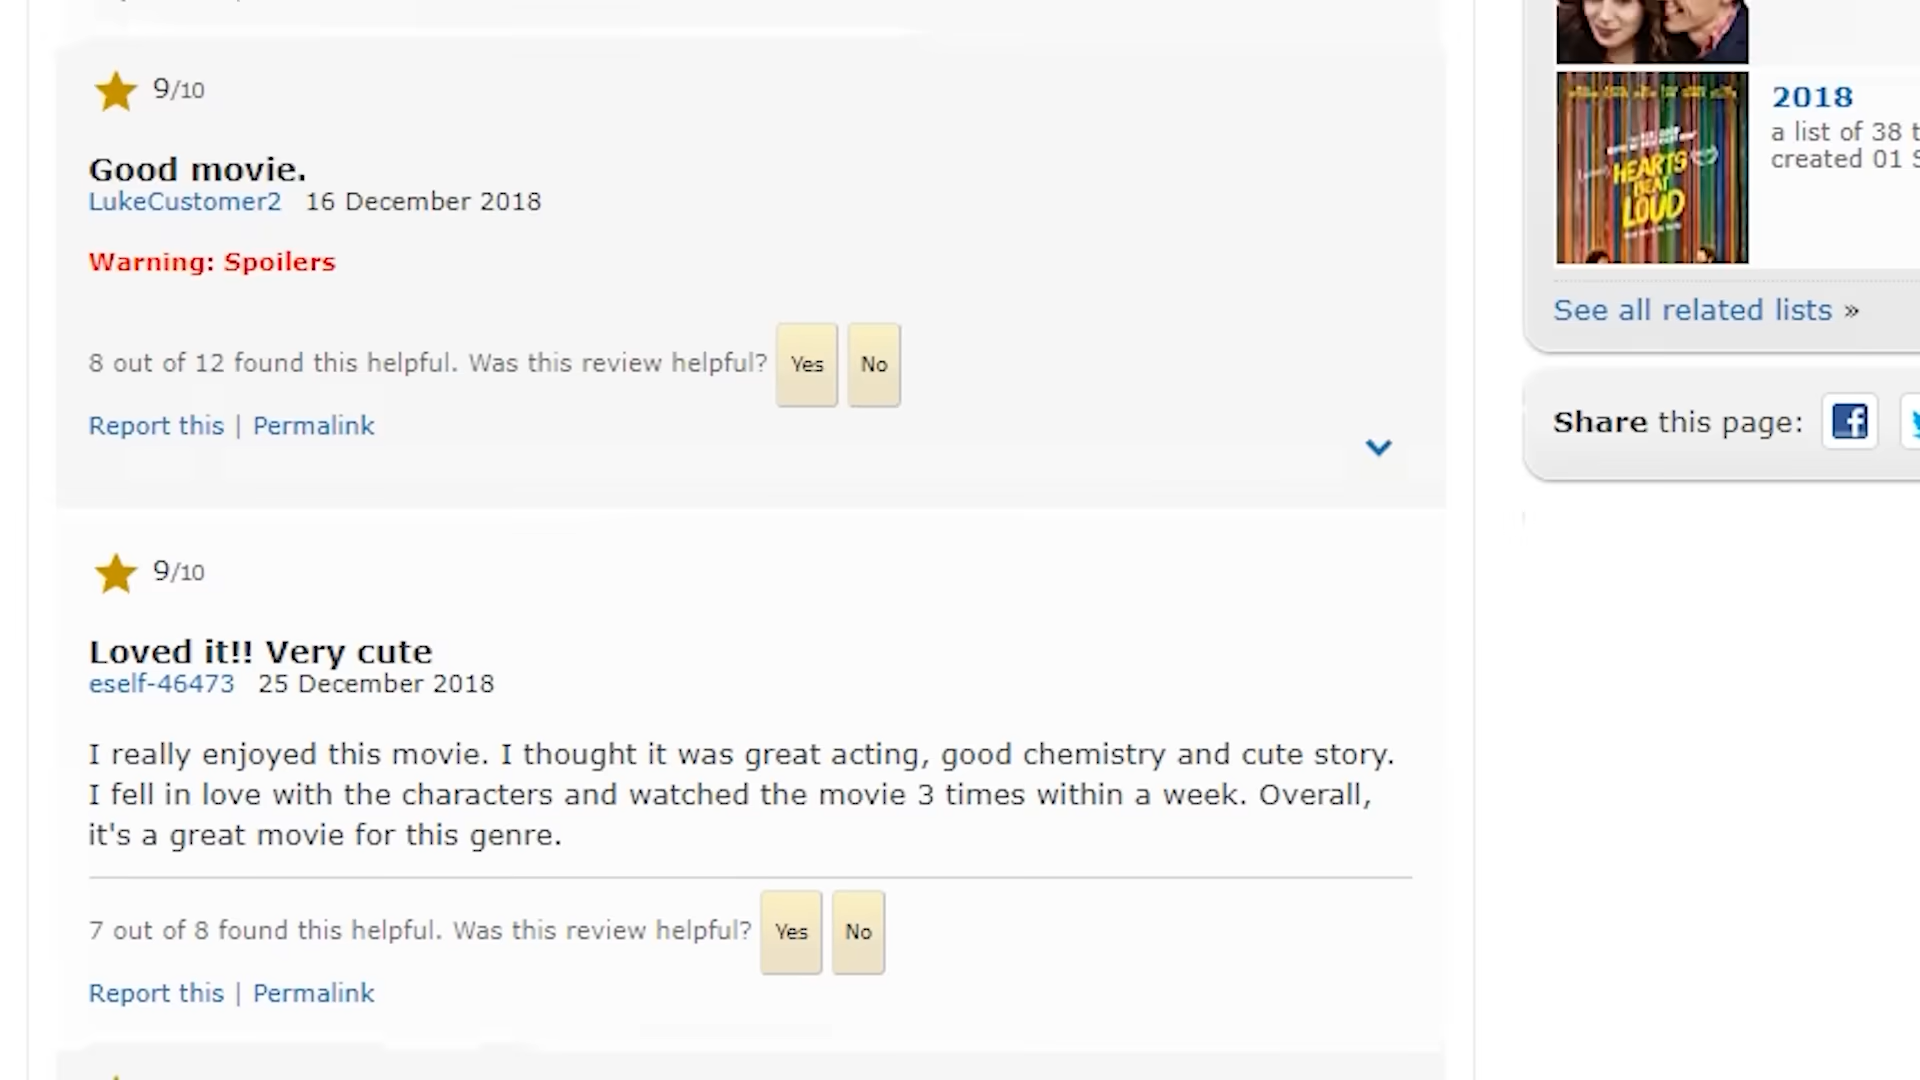 9/10
Good movie.
LukeCustomer2 16 December 2018
Warning: Spoilers
8 out of 12 found this helpful. Was this review helpful? Yes No
Report this | Permalink
9/10
Loved it!! Very cute
eself-46473 25 December 2018
I really enjoyed this movie. I thought it was great acting, good chemistry and cute story.
I fell in love with the characters and watched the movie 3 times within a week. Overall,
it's a great movie for this genre.
7 out of 8 found this helpful. Was this review helpful? Yes No
Report this | Permalink
HEARTS
BEAT
LOUD
2018
a list of 38 t
created 01 S
See all related lists »
Share this page: